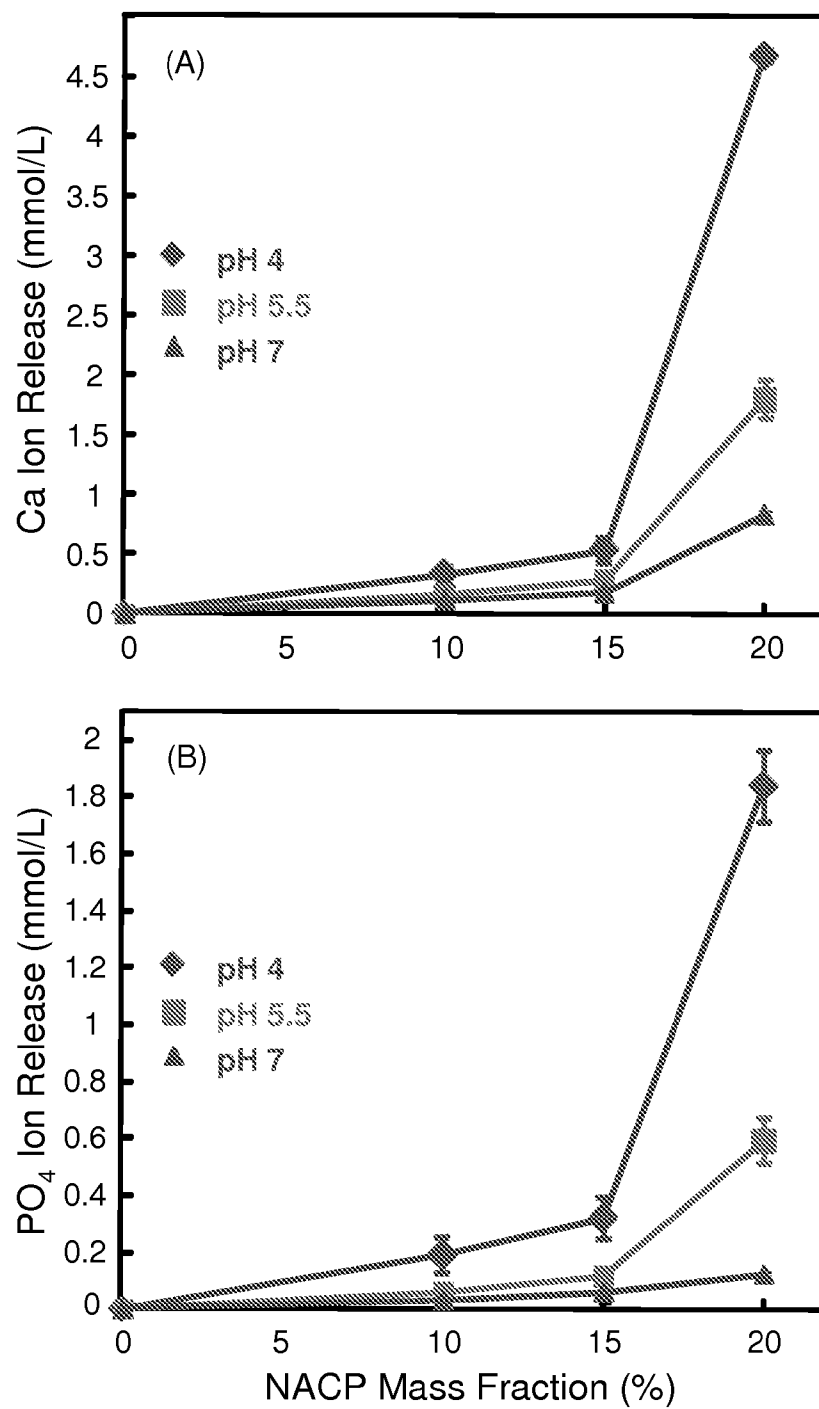 (A)
Ca Ion Release (mmol/L)
4.5
4
3.5
3
2.5
2
1.5
1
0.5
0
pH 4
pH 5.5
pH 7
0 5 10 15 20
(B)
PO4 Ion Release (mmol/L)
2
1.8
1.6
1.4
1.2
1
0.8
0.6
0.4
0.2
0
pH 4
pH 5.5
pH 7
0 5 10 15 20
NACP Mass Fraction (%)